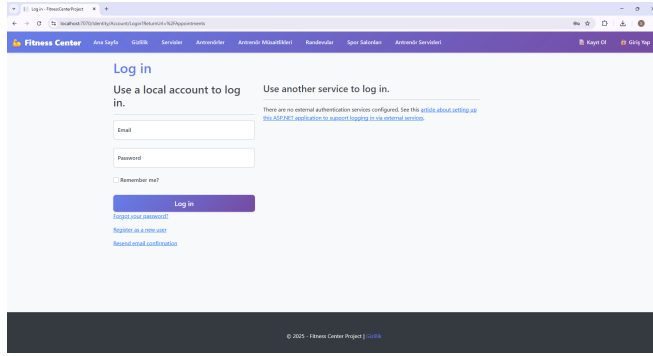 Log in - FitnessCenterProject
localhost:7070/Identity/Account/Login?ReturnUrl=%2FAppointments
Fitness Center Ana Sayfa Gizlilik Servisler Antrenörler Antrenör Müsaitlikleri Randevular Spor Salonları Antrenör Servisleri Kayıt Ol Giriş Yap
Log in
Use a local account to log
in.
Email
Password
Remember me?
Log in
Forgot your password?
Register as a new user
Resend email confirmation
Use another service to log in.
There are no external authentication services configured. See this article about setting up
this ASP.NET application to support logging in via external services.
© 2025 - Fitness Center Project | Gizlilik